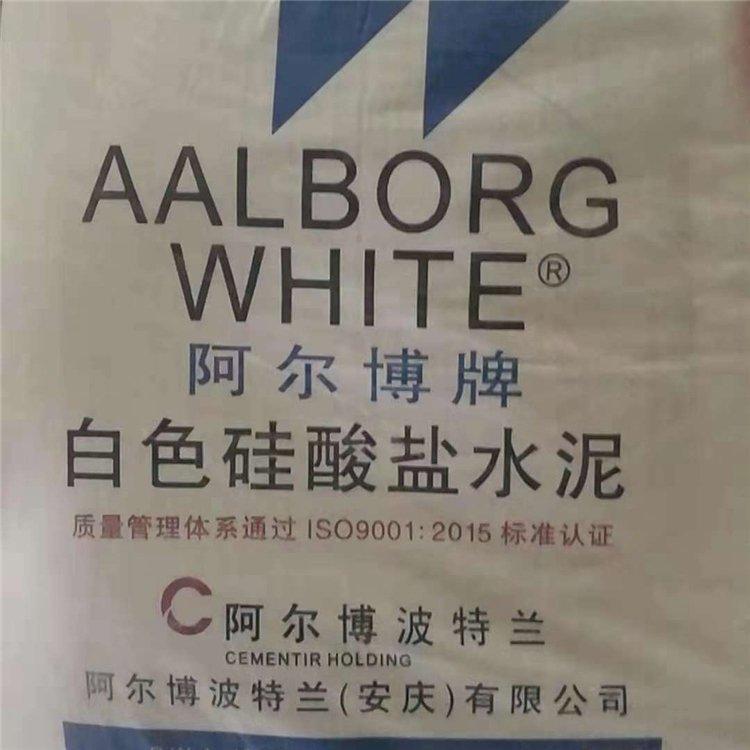 AALBORG
WHITE®
阿尔博牌
白色硅酸盐水泥
质量管理体系通过 ISO9001: 2015 标准认证
阿尔博波特兰
CEMENTIR HOLDING
阿尔博波特兰(安庆)有限公司